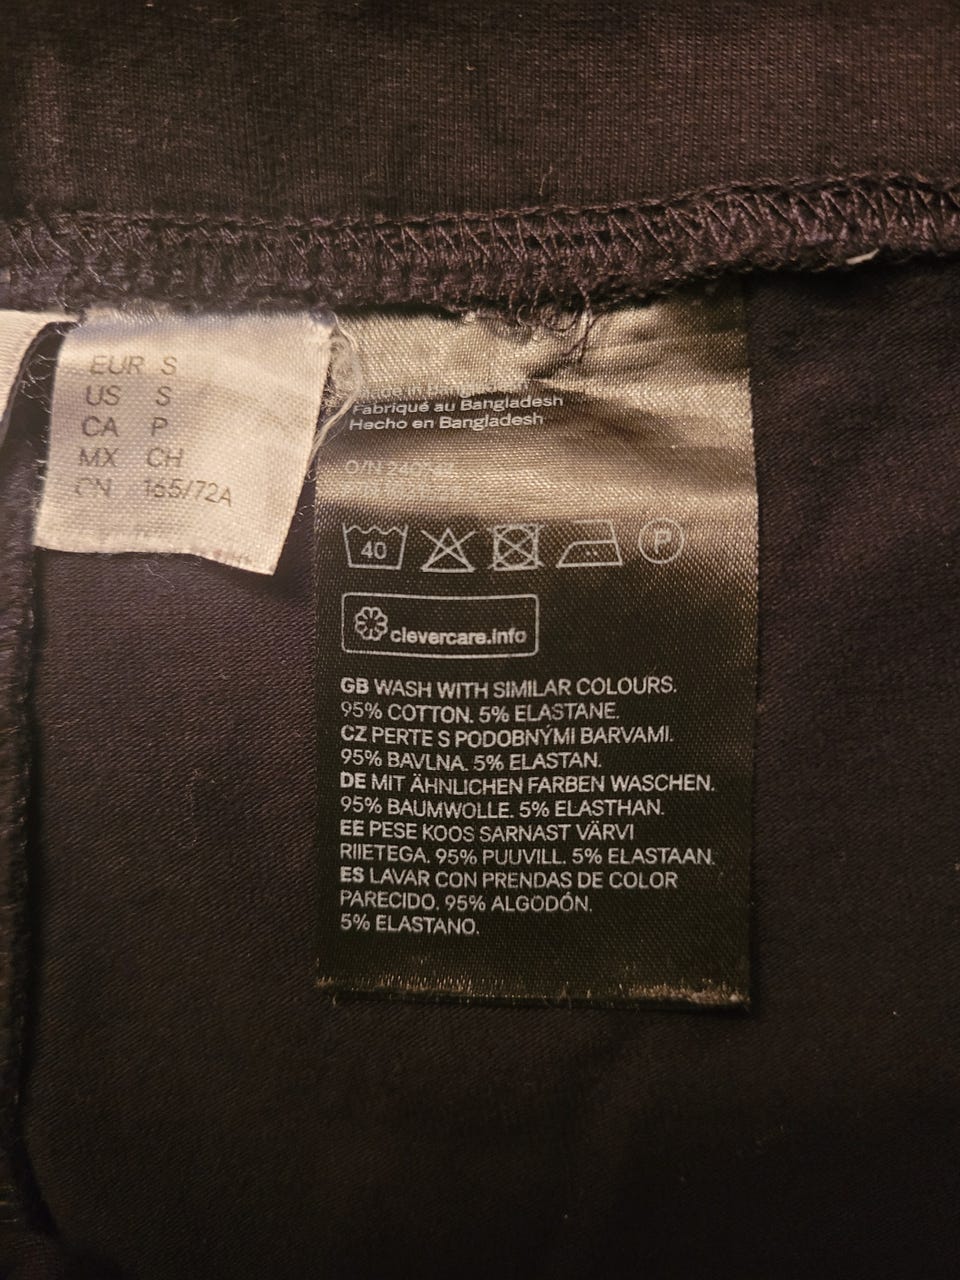 EUR S
US S
CA P
MX CH
CN 165/72A
Made in Bangladesh
Fabriqué au Bangladesh
Hecho en Bangladesh
O/N
40
P
clevercare.info
GB WASH WITH SIMILAR COLOURS.
95% COTTON. 5% ELASTANE.
CZ PERTE S PODOBNÝMI BARVAMI.
95% BAVLNA. 5% ELASTAN.
DE MIT ÄHNLICHEN FARBEN WASCHEN.
95% BAUMWOLLE. 5% ELASTHAN.
EE PESE KOOS SARNAST VÄRVI
RIIETEGA. 95% PUUVILL. 5% ELASTAAN.
ES LAVAR CON PRENDAS DE COLOR
PARECIDO. 95% ALGODÓN.
5% ELASTANO.